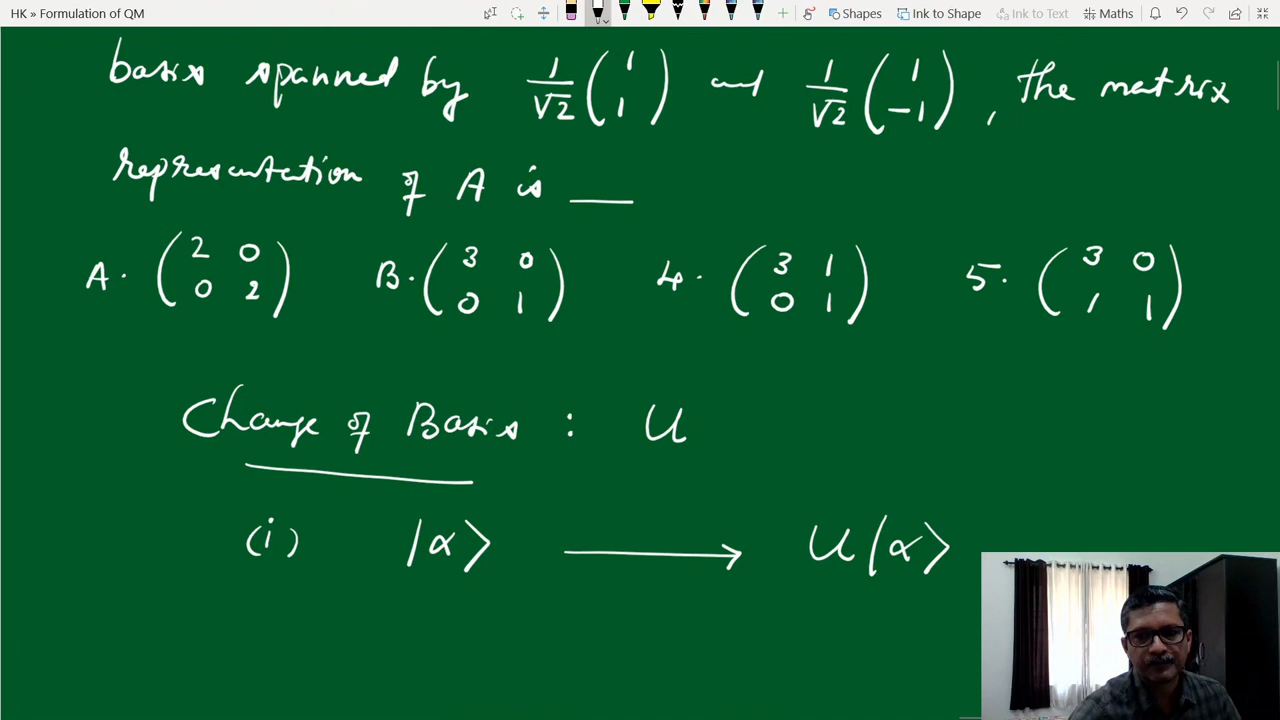 HK » Formulation of QM
Shapes Ink to Shape Ink to Text Maths
basis spanned by 1/√2 (1 1) and 1/√2 (1 -1), the matrix
representation of A is ___
A. (2 0 0 2) B. (3 0 0 1) 4. (3 1 0 1) 5. (3 0 1 1)
Change of Basis : U
(i) |α⟩ ⟶ U|α⟩